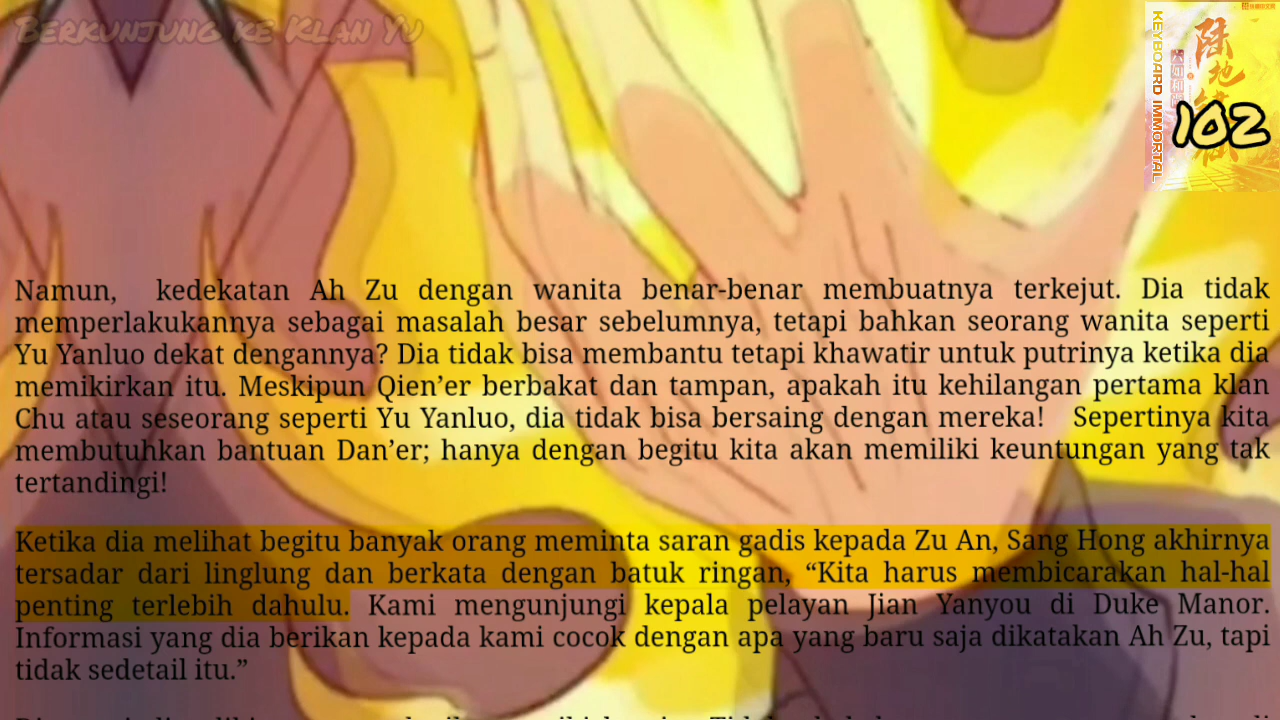 Berkunjung ke Klan Yu
KEYBOARD IMMORTAL
陆地
102
Namun, kedekatan Ah Zu dengan wanita benar-benar membuatnya terkejut. Dia tidak
memperlakukannya sebagai masalah besar sebelumnya, tetapi bahkan seorang wanita seperti
Yu Yanluo dekat dengannya? Dia tidak bisa membantu tetapi khawatir untuk putrinya ketika dia
memikirkan itu. Meskipun Qien’er berbakat dan tampan, apakah itu kehilangan pertama klan
Chu atau seseorang seperti Yu Yanluo, dia tidak bisa bersaing dengan mereka! Sepertinya kita
membutuhkan bantuan Dan’er; hanya dengan begitu kita akan memiliki keuntungan yang tak
tertandingi!
Ketika dia melihat begitu banyak orang meminta saran gadis kepada Zu An, Sang Hong akhirnya
tersadar dari linglung dan berkata dengan batuk ringan, “Kita harus membicarakan hal-hal
penting terlebih dahulu. Kami mengunjungi kepala pelayan Jian Yanyou di Duke Manor.
Informasi yang dia berikan kepada kami cocok dengan apa yang baru saja dikatakan Ah Zu, tapi
tidak sedetail itu.”